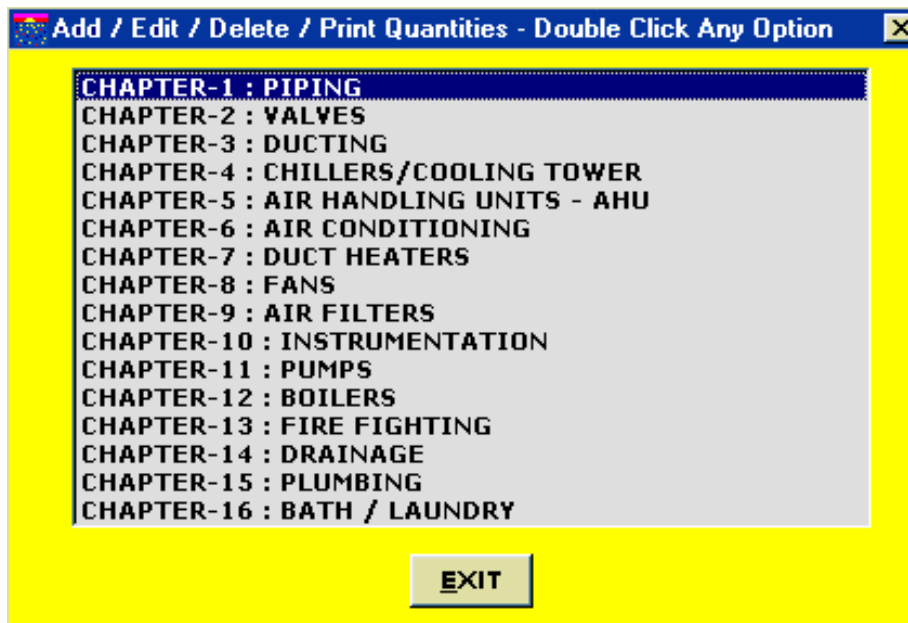 Add / Edit / Delete / Print Quantities - Double Click Any Option
CHAPTER-1 : PIPING
CHAPTER-2 : VALVES
CHAPTER-3 : DUCTING
CHAPTER-4 : CHILLERS/COOLING TOWER
CHAPTER-5 : AIR HANDLING UNITS - AHU
CHAPTER-6 : AIR CONDITIONING
CHAPTER-7 : DUCT HEATERS
CHAPTER-8 : FANS
CHAPTER-9 : AIR FILTERS
CHAPTER-10 : INSTRUMENTATION
CHAPTER-11 : PUMPS
CHAPTER-12 : BOILERS
CHAPTER-13 : FIRE FIGHTING
CHAPTER-14 : DRAINAGE
CHAPTER-15 : PLUMBING
CHAPTER-16 : BATH / LAUNDRY
EXIT